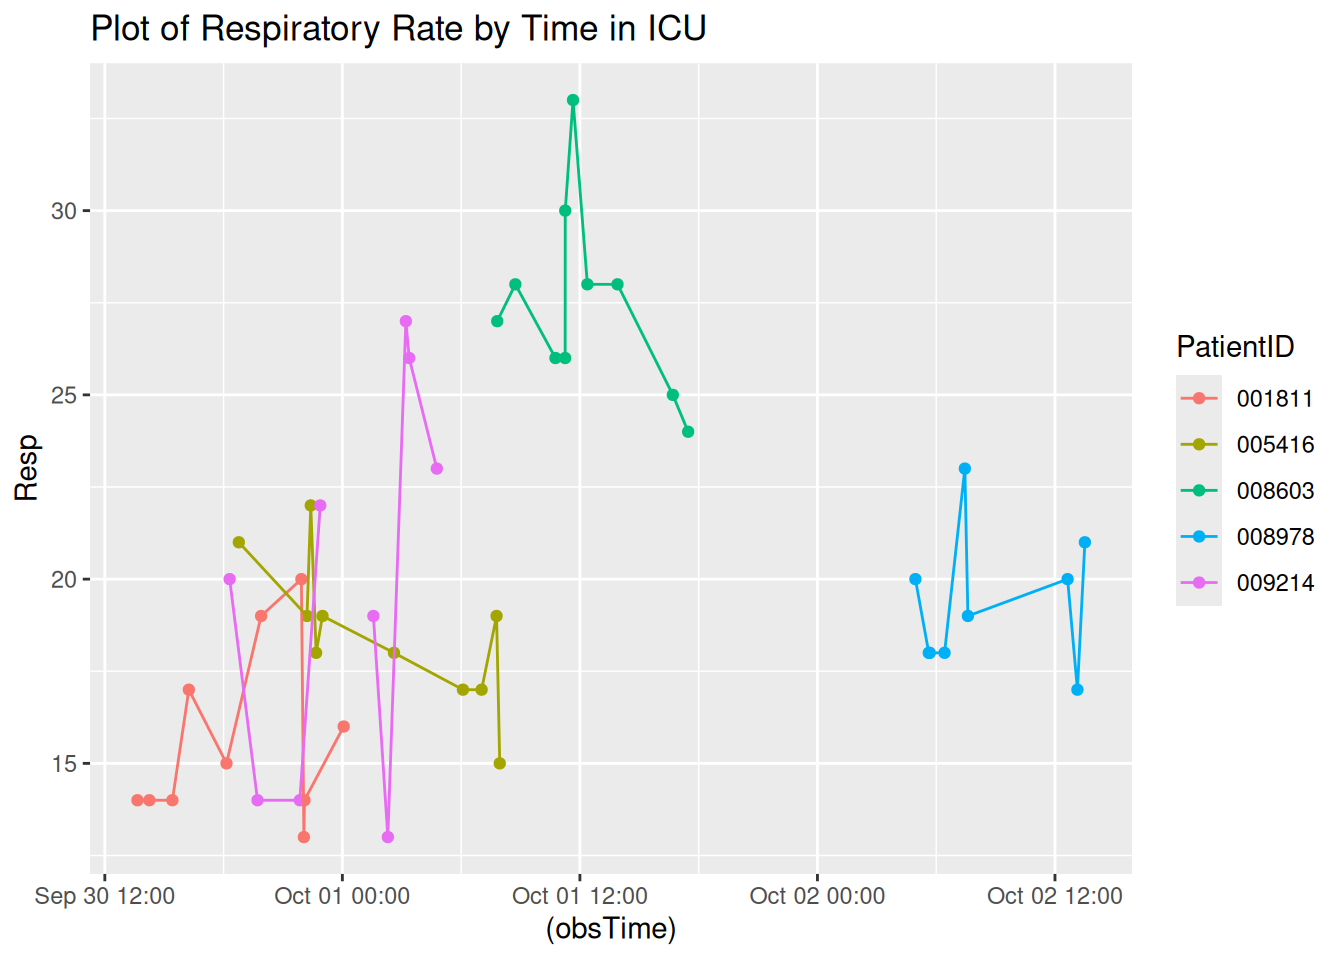 Plot of Respiratory Rate by Time in ICU
30
25
20
15
Resp
Sep 30 12:00
Oct 01 00:00
Oct 01 12:00
Oct 02 00:00
Oct 02 12:00
(obsTime)
PatientID
001811
005416
008603
008978
009214